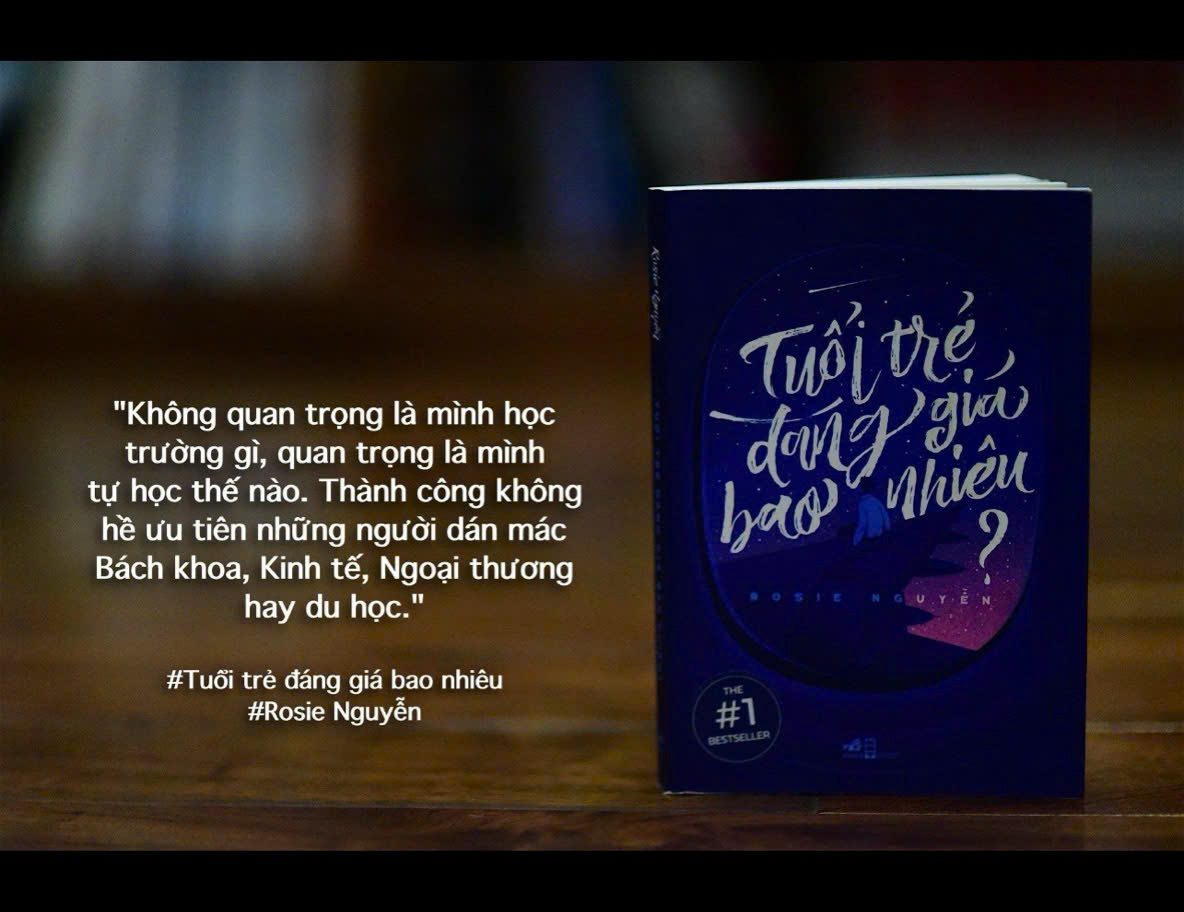 "Không quan trọng là mình học
trường gì, quan trọng là mình
tự học thế nào. Thành công không
hề ưu tiên những người dán mác
Bách khoa, Kinh tế, Ngoại thương
hay du học."
#Tuổi trẻ đáng giá bao nhiêu
#Rosie Nguyễn
Rosie Nguyễn
Tuổi trẻ
đáng giá
bao nhiêu
?
ROSIE NGUYỄN
THE
#1
BESTSELLER